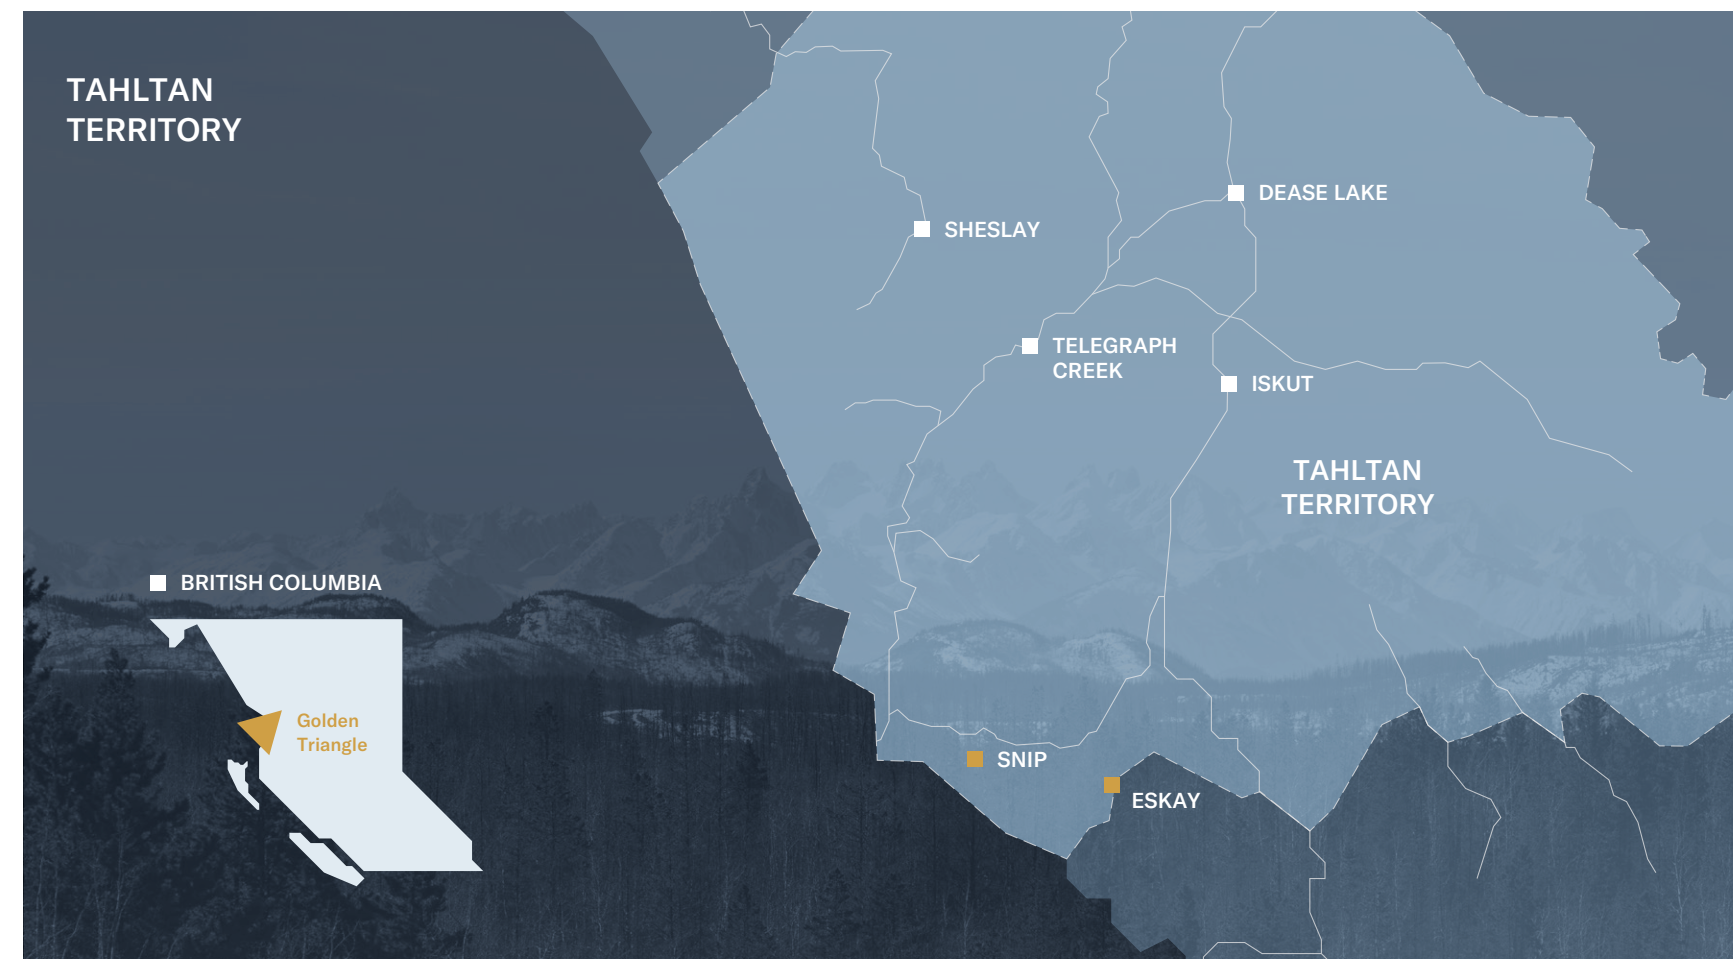 TAHLTAN
TERRITORY
DEASE LAKE
SHESLAY
TELEGRAPH
CREEK
ISKUT
TAHLTAN
TERRITORY
BRITISH COLUMBIA
Golden
Triangle
SNIP
ESKAY